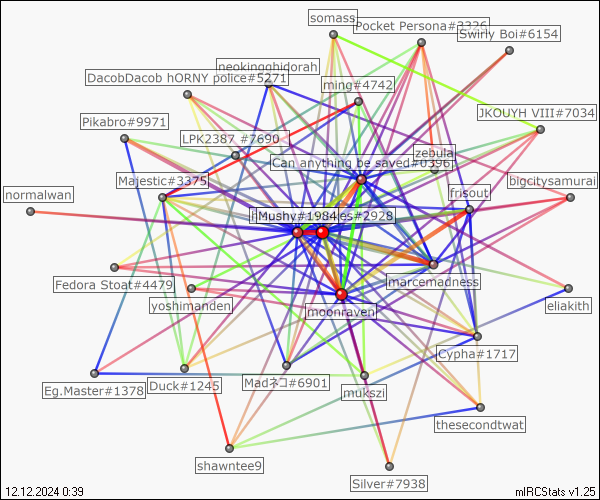 somass
Pocket Persona#2326
Swirly Boi#6154
neokingghidorah
DacobDacob hORNY police#5271
ming#4742
JKOUYH VIII#7034
Pikabro#9971
LPK2387 #7690
zebula
Can anything be saved#0396
Majestic#3375
bigcitysamurai
normalwan
frisout
Mushy#1984
es#2928
Fedora Stoat#4479
marcemadness
eliakith
yoshimanden
moonraven
Cypha#1717
Eg.Master#1378
Duck#1245
Madネコ#6901
mukszi
thesecondtwat
shawntee9
Silver#7938
12.12.2024 0:39
mIRCStats v1.25